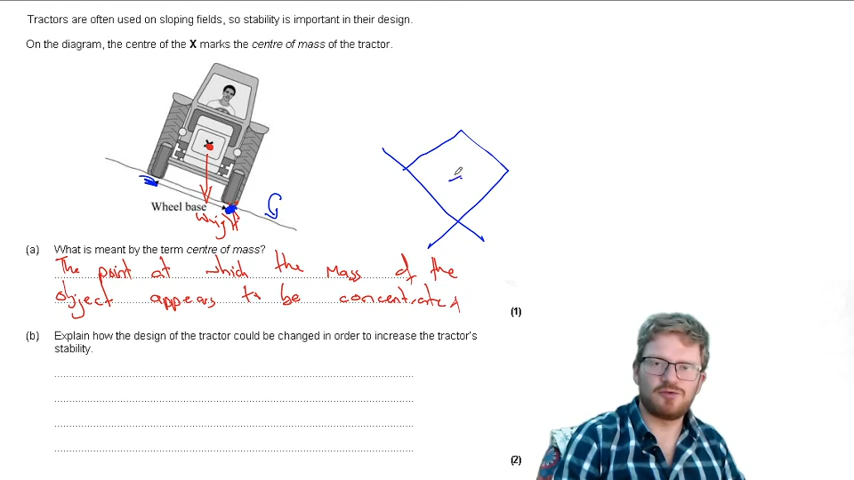 Tractors are often used on sloping fields, so stability is important in their design.
On the diagram, the centre of the X marks the centre of mass of the tractor.
Wheel base
Weight
(a) What is meant by the term centre of mass?
The point at which the Mass of the
object appears to be concentrated
(1)
(b) Explain how the design of the tractor could be changed in order to increase the tractor's
stability.
(2)